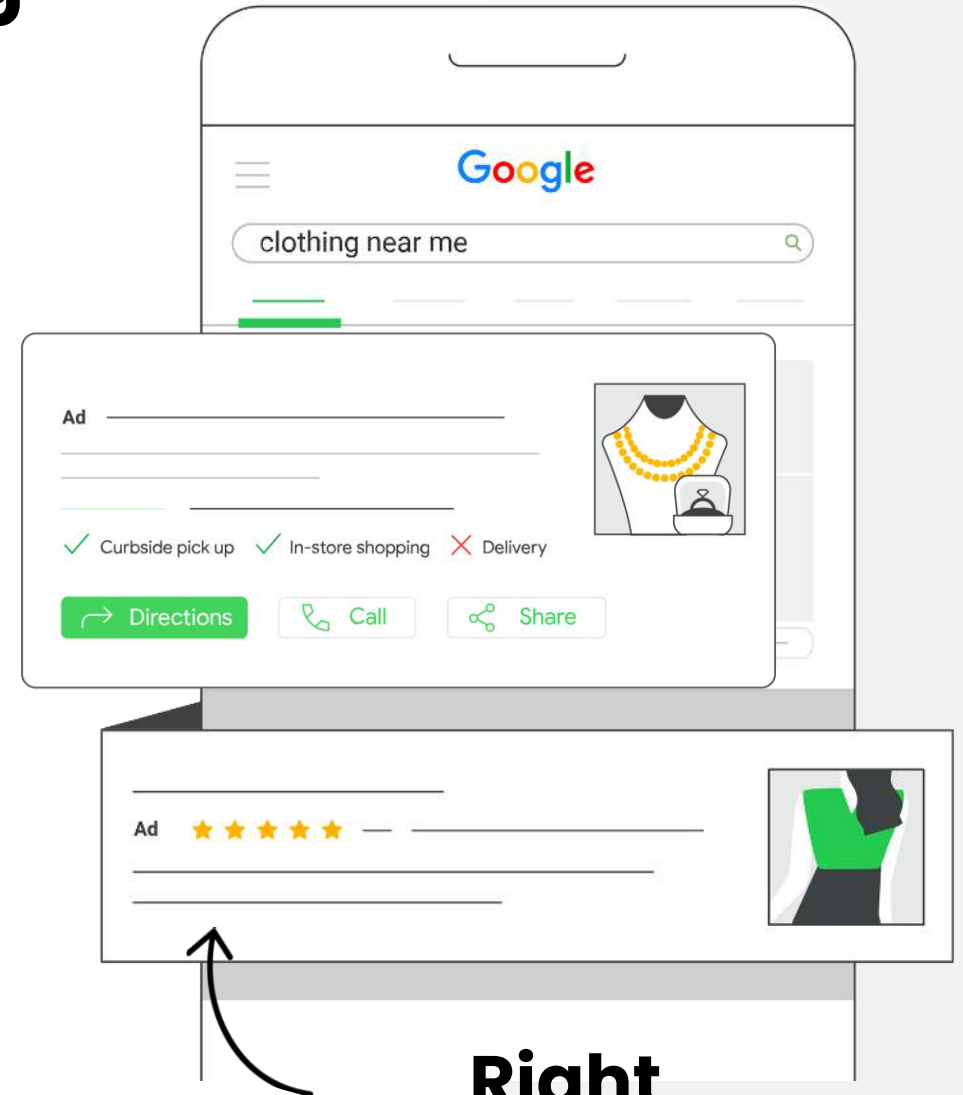 Google
clothing near me
Ad
Curbside pick up In-store shopping Delivery
Directions Call Share
Ad
Right